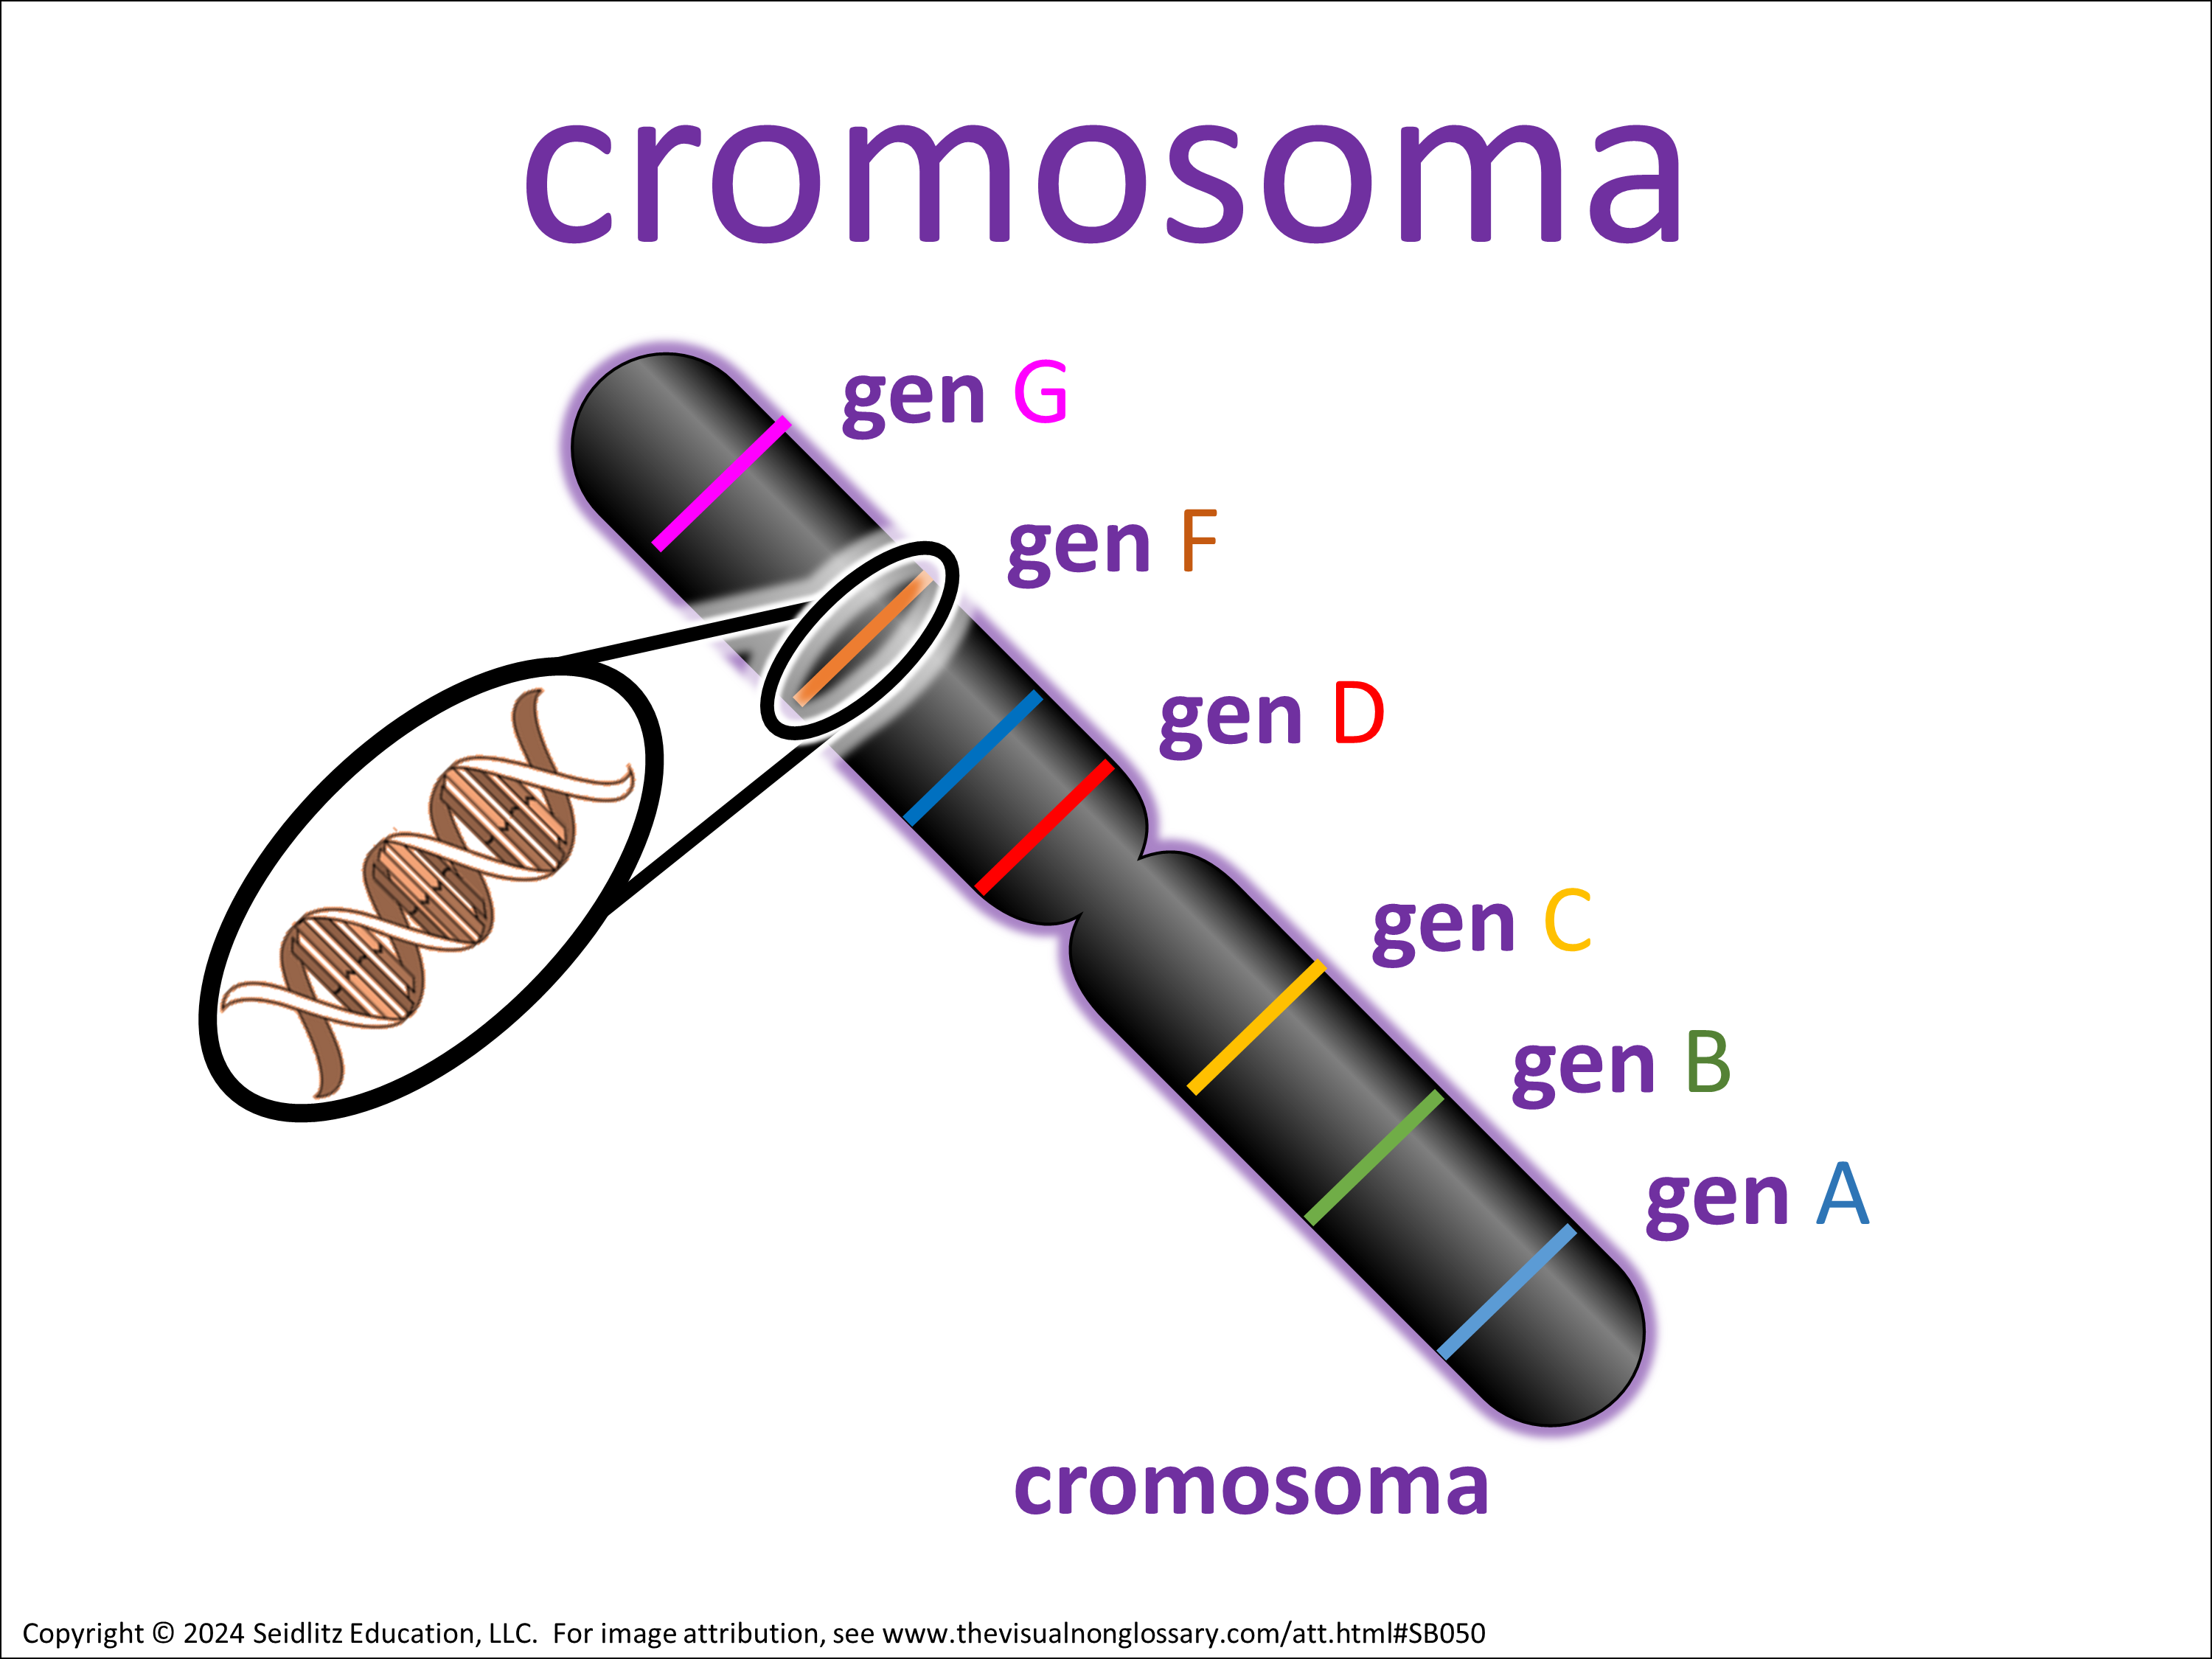 cromosoma
gen G
gen F
gen D
gen C
gen B
gen A
cromosoma
Copyright © 2024 Seidlitz Education, LLC.  For image attribution, see www.thevisualnonglossary.com/att.html#SB050